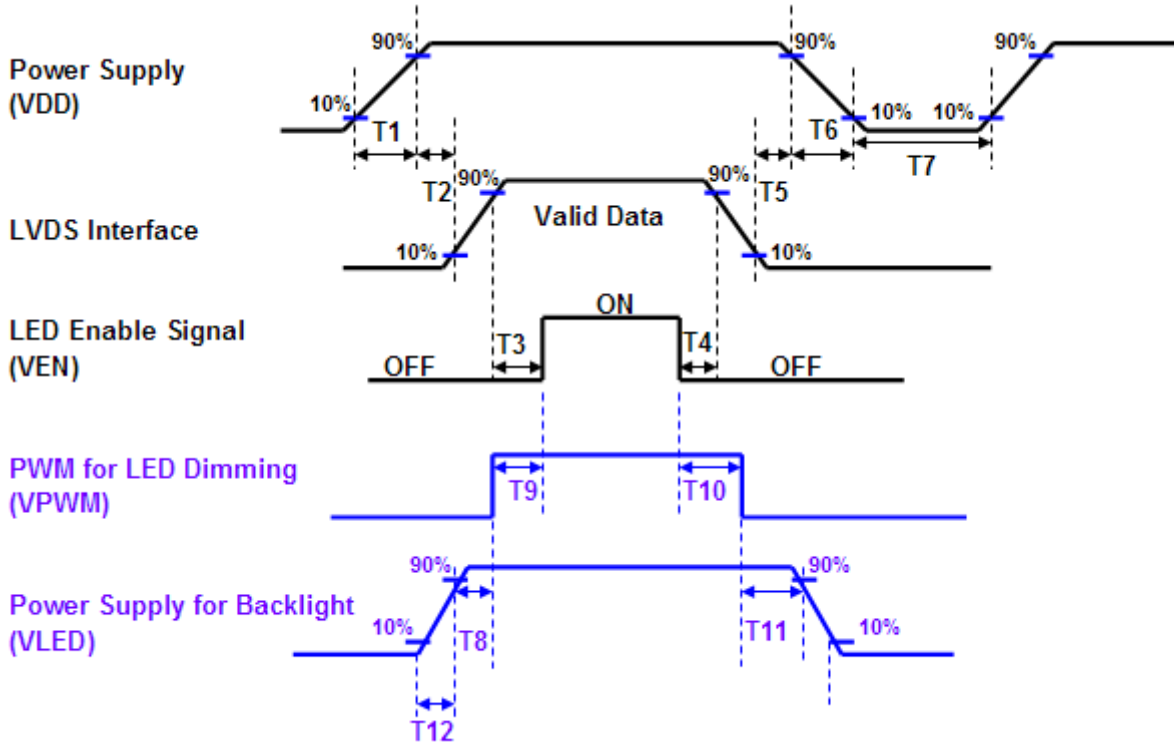 90%
90%
90%
Power Supply
(VDD)
10%
10%
10%
T1
T6
T7
T2
90%
90%
T5
Valid Data
LVDS Interface
10%
10%
LED Enable Signal
(VEN)
ON
T3
T4
OFF
OFF
PWM for LED Dimming
(VPWM)
T9
T10
90%
90%
Power Supply for Backlight
(VLED)
10%
10%
T8
T11
T12